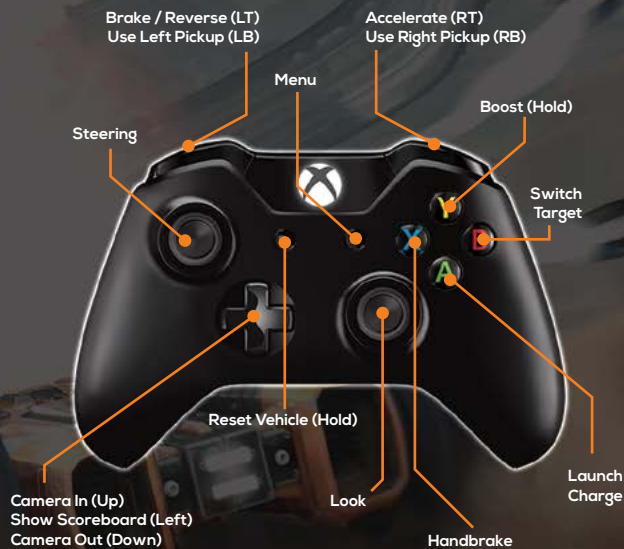 Brake / Reverse (LT)
Use Left Pickup (LB)
Accelerate (RT)
Use Right Pickup (RB)
Menu
Boost (Hold)
Steering
Switch
Target
Y
X
B
A
Reset Vehicle (Hold)
Launch
Charge
Look
Camera In (Up)
Show Scoreboard (Left)
Camera Out (Down)
Handbrake